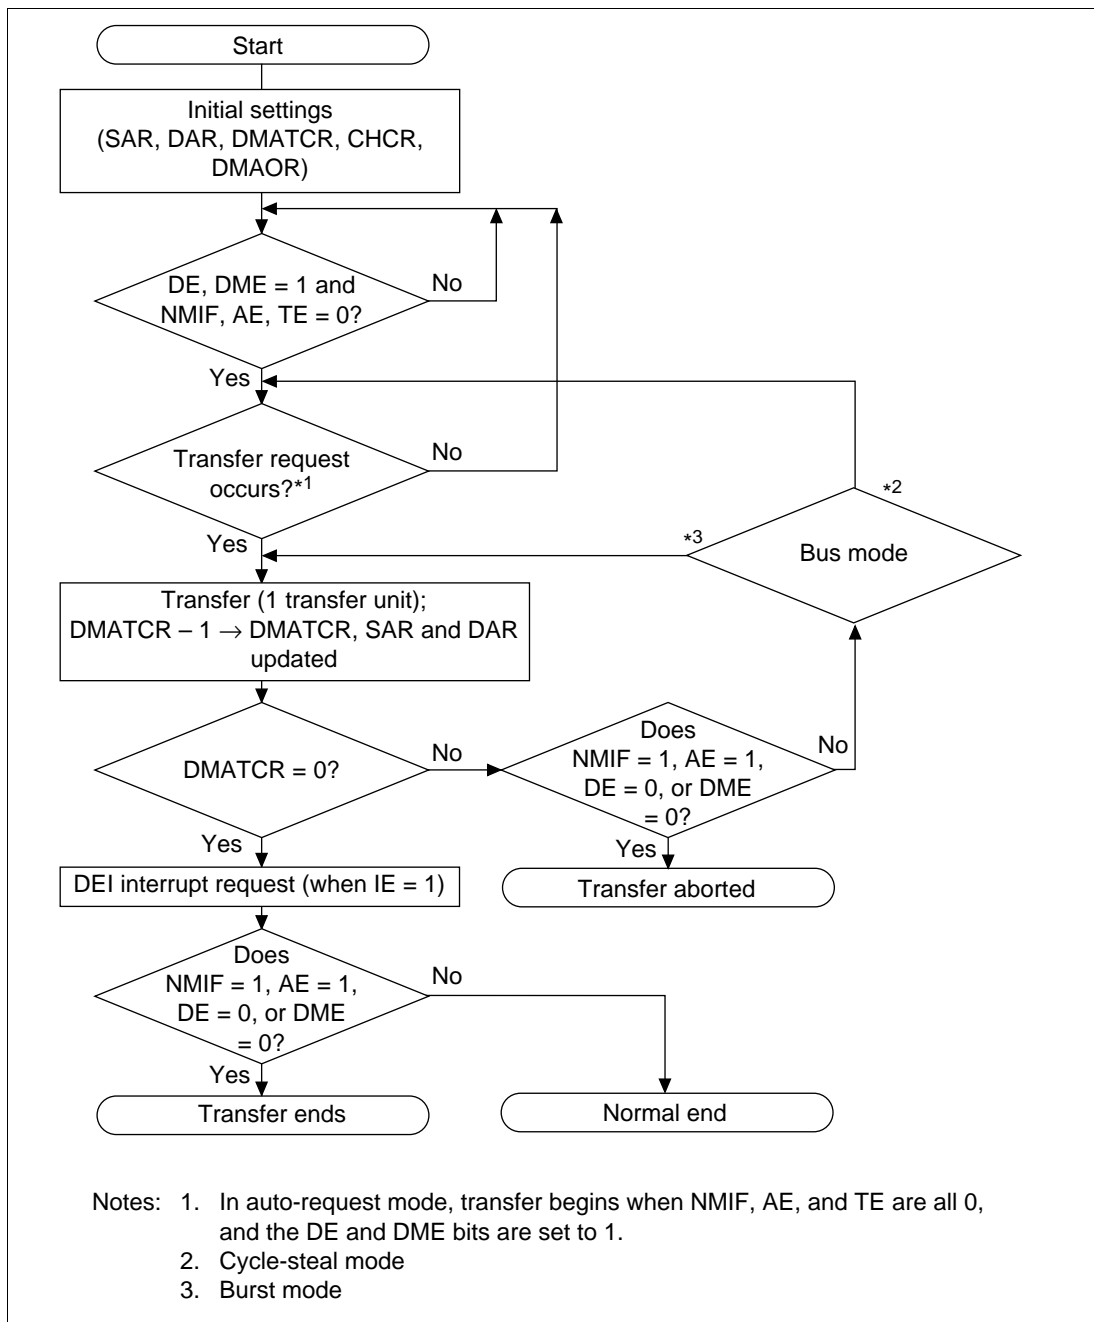 Start
Initial settings
(SAR, DAR, DMATCR, CHCR,
DMAOR)
DE, DME = 1 and
NMIF, AE, TE = 0?
No
Yes
Transfer request
occurs?*1
No
Yes
*2
*3
Bus mode
Transfer (1 transfer unit);
DMATCR – 1 → DMATCR, SAR and DAR
updated
DMATCR = 0?
No
Does
NMIF = 1, AE = 1,
DE = 0, or DME
= 0?
No
Yes
Yes
DEI interrupt request (when IE = 1)
Transfer aborted
Does
NMIF = 1, AE = 1,
DE = 0, or DME
= 0?
No
Yes
Transfer ends
Normal end
Notes: 1. In auto-request mode, transfer begins when NMIF, AE, and TE are all 0,
and the DE and DME bits are set to 1.
2. Cycle-steal mode
3. Burst mode